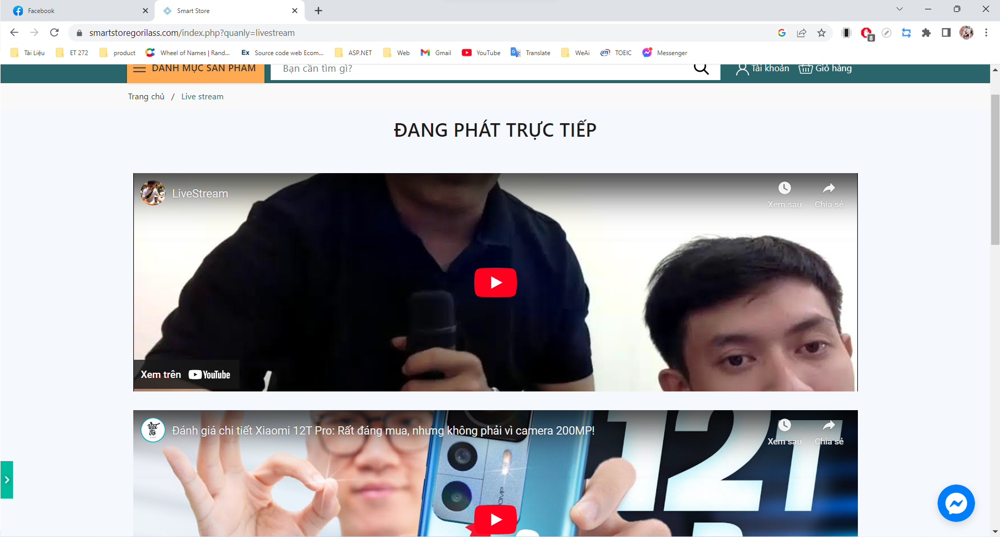 Facebook
Smart Store
smartstoregorilass.com/index.php?quanly=livestream
8
Tài Liệu
ET 272
product
Wheel of Names | Rand...
Ex Source code web Ecom...
ASP.NET
Web
Gmail
YouTube
Translate
WeAi
TOEIC
Messenger
DANH MỤC SẢN PHẨM
Bạn cần tìm gì?
Tài khoản
Giỏ hàng
Trang chủ / Live stream
ĐANG PHÁT TRỰC TIẾP
LiveStream
Xem sau
Chia sẻ
Xem trên YouTube
Vật Vờ
Đánh giá chi tiết Xiaomi 12T Pro: Rất đáng mua, nhưng không phải vì camera 200MP!
Xem sau
Chia sẻ
12T